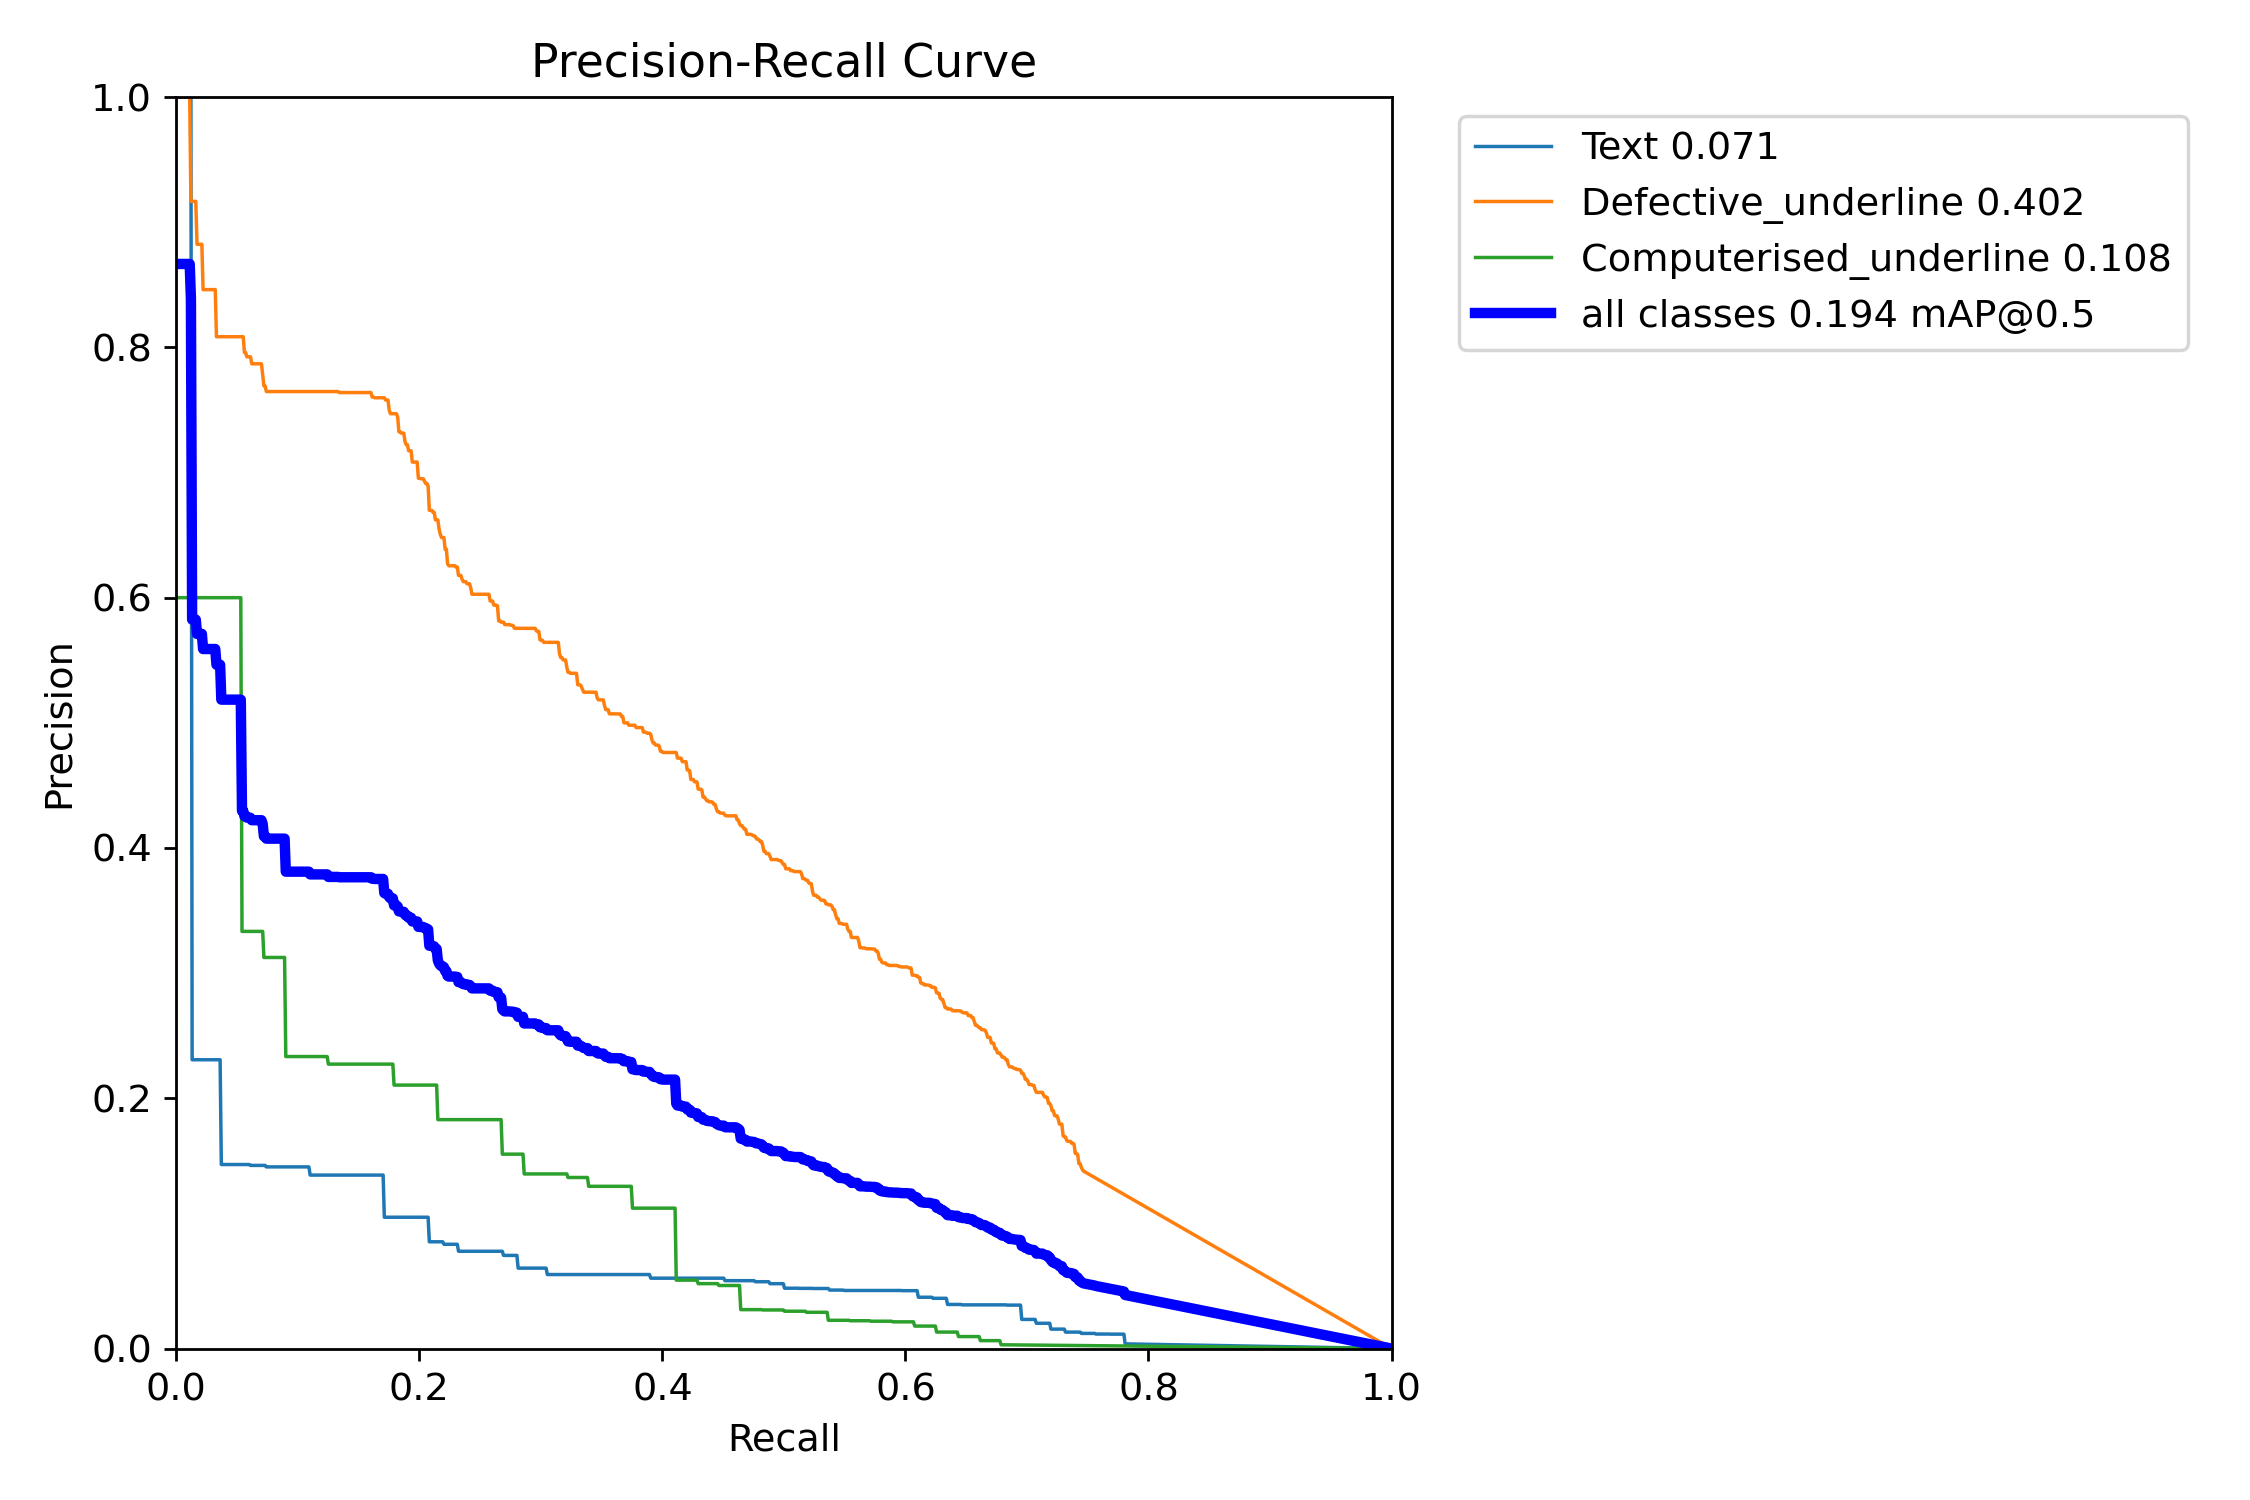 Precision-Recall Curve
1.0
0.8
0.6
0.4
0.2
0.0
Precision
0.0 0.2 0.4 0.6 0.8 1.0
Recall
Text 0.071
Defective_underline 0.402
Computerised_underline 0.108
all classes 0.194 mAP@0.5